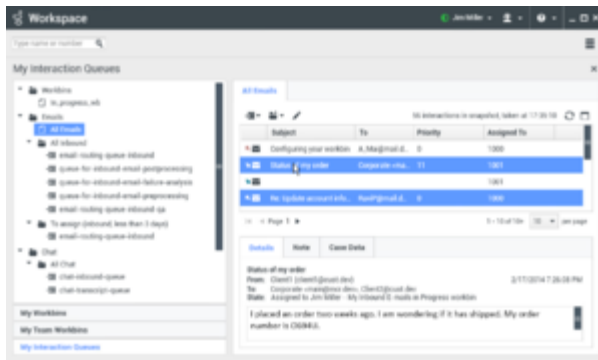 Workspace
Jim Miller
Type name or number
My Interaction Queues
Workbins
in_progress_wb
Emails
All Emails
All inbound
email-routing-queue-inbound
queue-for-inbound-email-postprocessing
queue-for-inbound-email-failure-analysis
queue-for-inbound-email-preprocessing
email-routing-queue-inbound-qa
To assign (inbound, less than 3 days)
email-routing-queue-inbound
Chat
All Chat
chat-inbound-queue
chat-transcript-queue
My Workbins
My Team Workbins
My Interaction Queues
All Emails
interactions in snapshot, taken at 17:39:18
Subject To Priority Assigned To
Configuring your workbin 0 1000
Status of my order Corporate 11 1001
1001
Re: Update account info... 0 1000
Page 1
per page
Details Note Case Data
Status of my order
From:
To: Corporate
State: Assigned to Jim Miller - My inbound E-mails in Progress workbin
3/17/2014 7:26:08 PM
I placed an order two weeks ago. I am wondering if it has shipped. My order
number is